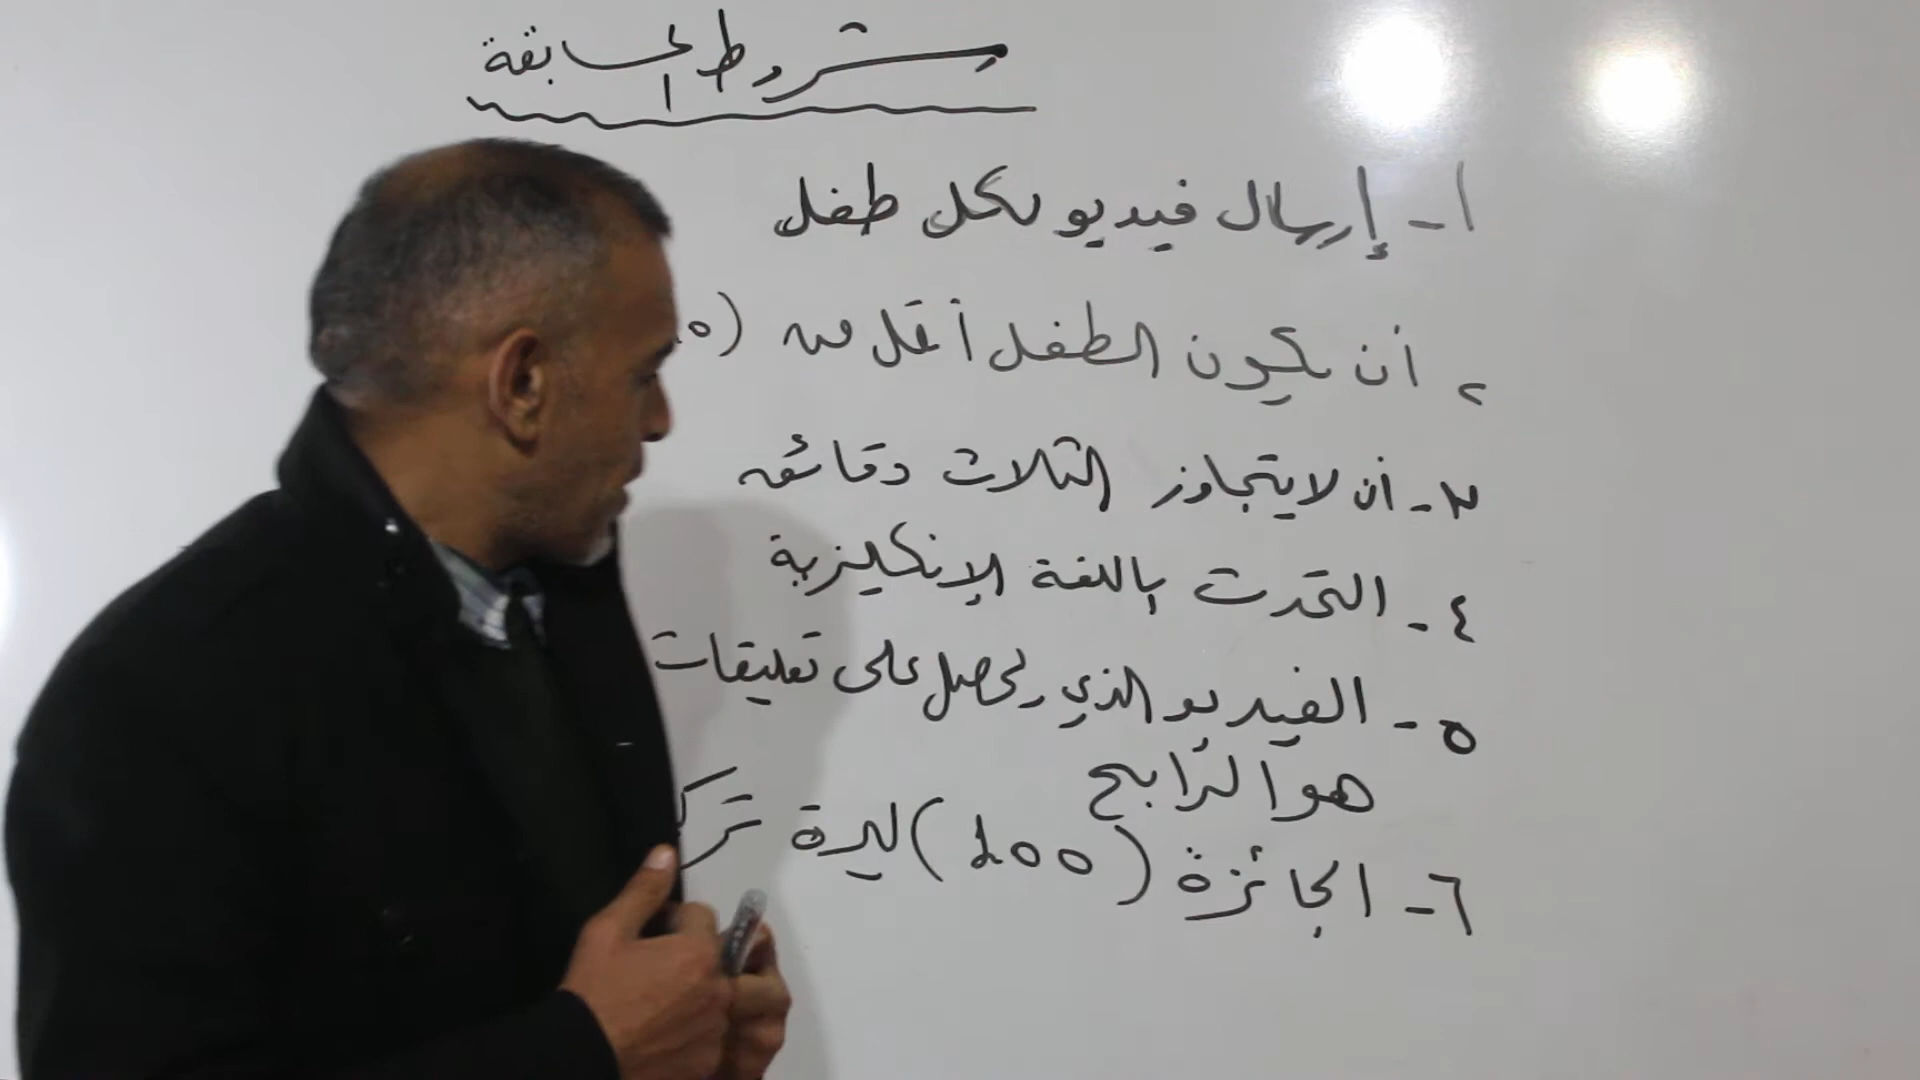 شروط المسابقة
١- إرسال فيديو لكل طفل
٢ أن يكون الطفل أقل من (
٣- أن لا يتجاوز الثلاث دقائق
٤- التحدث باللغة الإنكليزية
٥- الفيديو الذي يحصل على تعليقات
هو الرابح
٦- الجائزة (100) ليرة